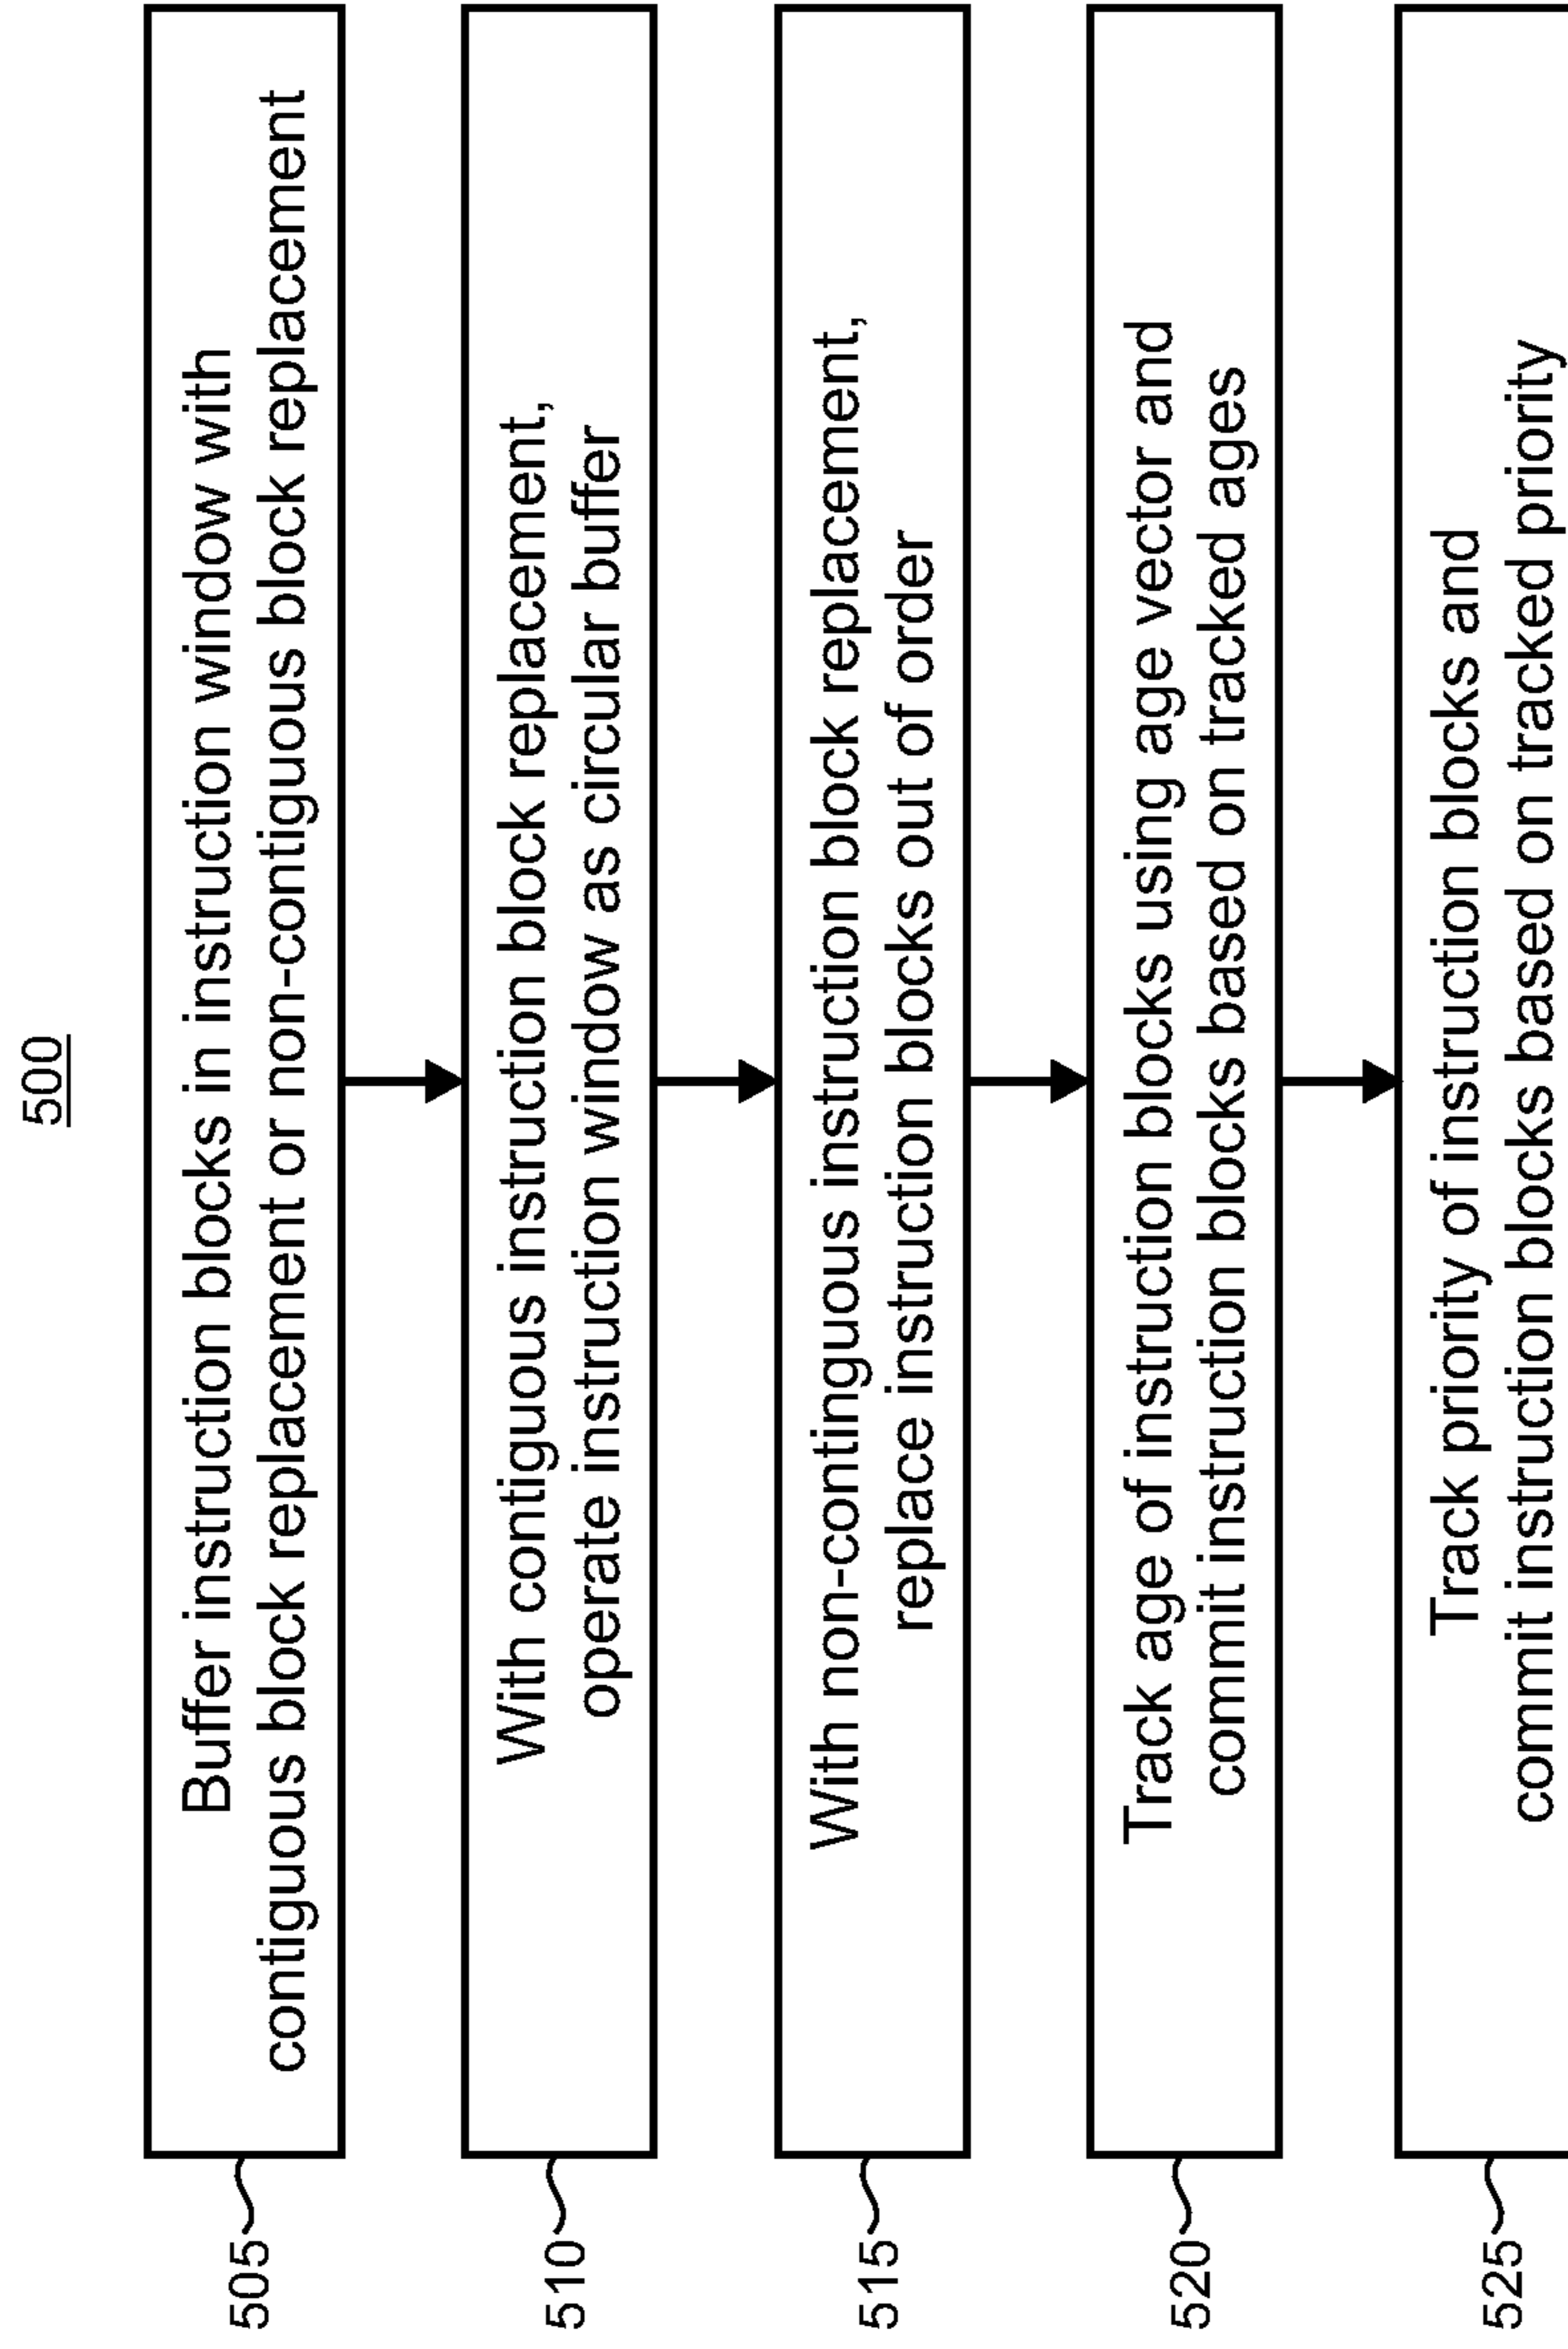 500
505
Buffer instruction blocks in instruction window with
contiguous block replacement or non-contiguous block replacement
510
With contiguous instruction block replacement,
operate instruction window as circular buffer
515
With non-continguous instruction block replacement,
replace instruction blocks out of order
520
Track age of instruction blocks using age vector and
commit instruction blocks based on tracked ages
525
Track priority of instruction blocks and
commit instruction blocks based on tracked priority